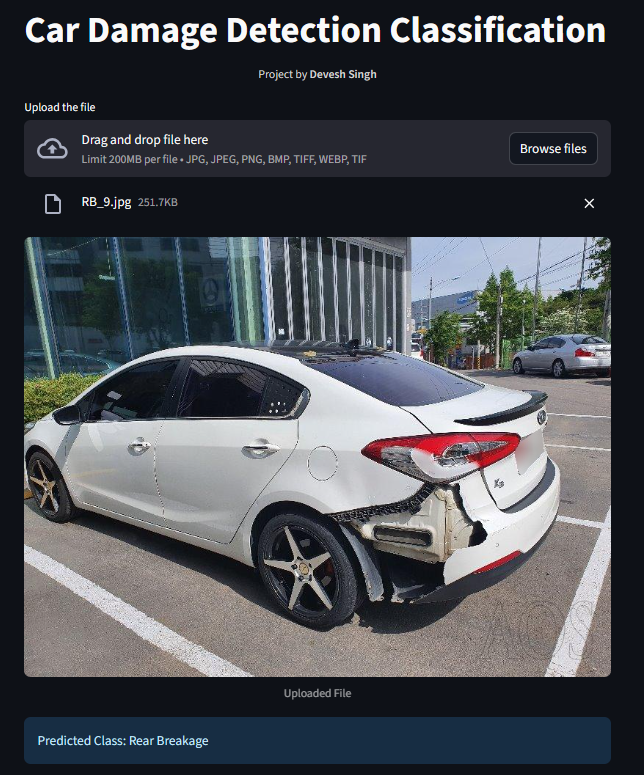 Car Damage Detection Classification
Project by Devesh Singh
Upload the file
Drag and drop file here
Limit 200MB per file • JPG, JPEG, PNG, BMP, TIFF, WEBP, TIF
Browse files
RB_9.jpg 251.7KB
K3
Uploaded File
Predicted Class: Rear Breakage